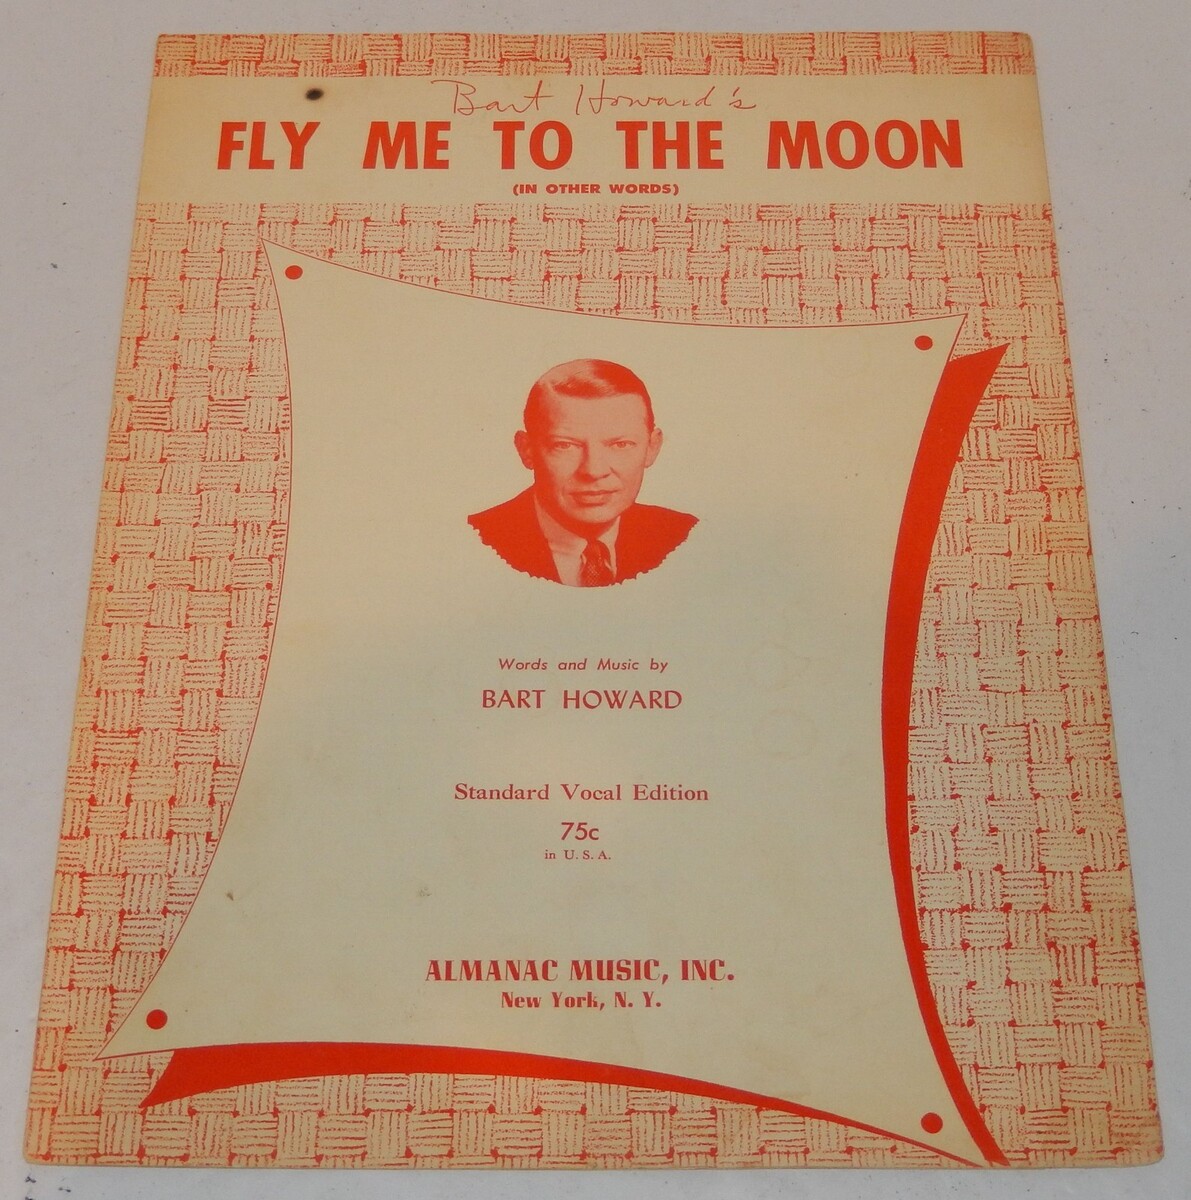 Bart Howard's
FLY ME TO THE MOON
(IN OTHER WORDS)
Words and Music by
BART HOWARD
Standard Vocal Edition
75c
in U. S. A.
ALMANAC MUSIC, INC.
New York, N. Y.